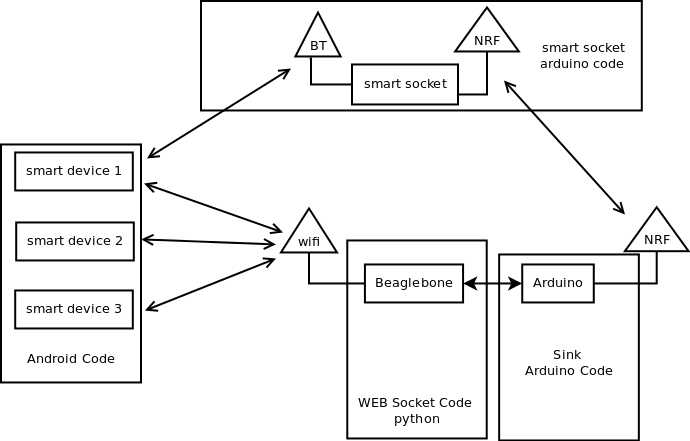 BT
NRF
smart socket
arduino code
smart socket
smart device 1
smart device 2
smart device 3
Android Code
wifi
Beaglebone
WEB Socket Code
python
Arduino
Sink
Arduino Code
NRF